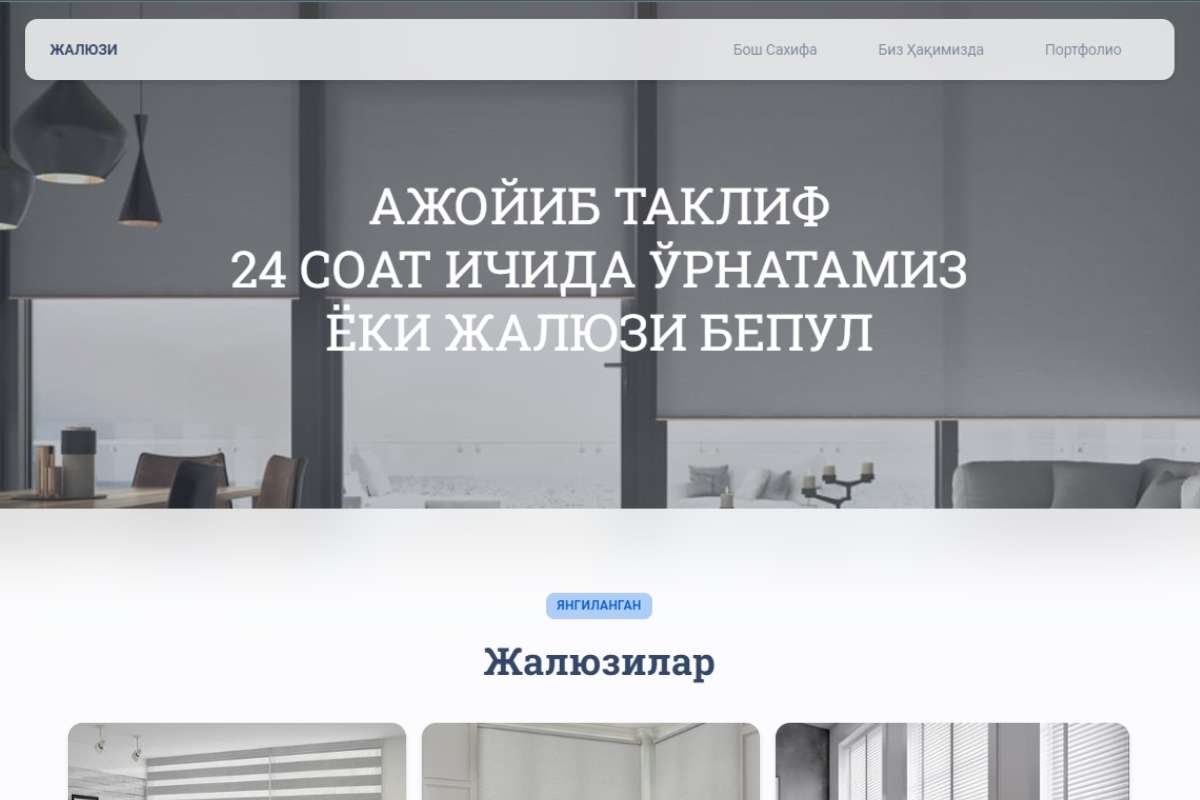 ЖАЛЮЗИ
Бош Сахифа
Биз Ҳақимизда
Портфолио
АЖОЙИБ ТАКЛИФ
24 СОАТ ИЧИДА ЎРНАТАМИЗ
ЁКИ ЖАЛЮЗИ БЕПУЛ
ЯНГИЛАНГАН
Жалюзилар